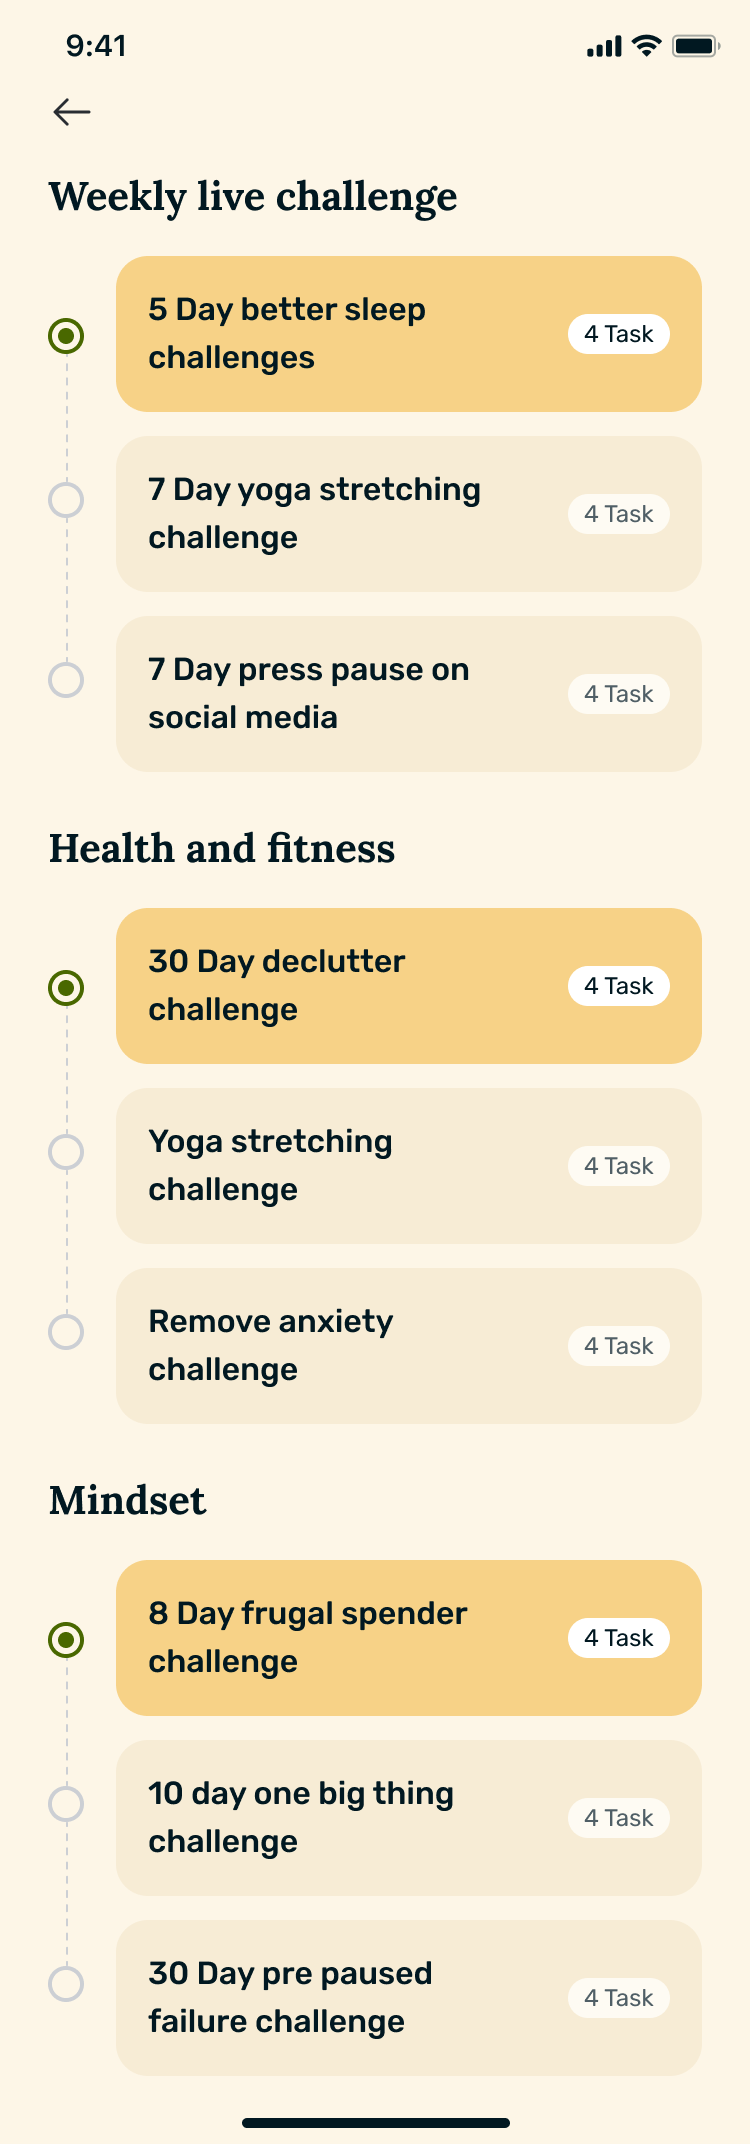 9:41
Weekly live challenge
5 Day better sleep
challenges
4 Task
7 Day yoga stretching
challenge
4 Task
7 Day press pause on
social media
4 Task
Health and fitness
30 Day declutter
challenge
4 Task
Yoga stretching
challenge
4 Task
Remove anxiety
challenge
4 Task
Mindset
8 Day frugal spender
challenge
4 Task
10 day one big thing
challenge
4 Task
30 Day pre paused
failure challenge
4 Task